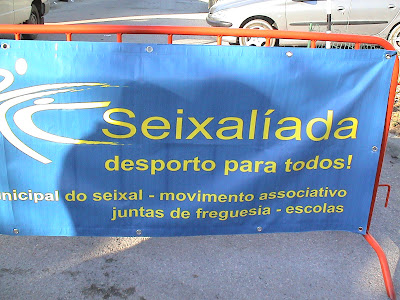 Seixalíada
desporto para todos!
nicipal do seixal - movimento associativo
juntas de freguesia - escolas